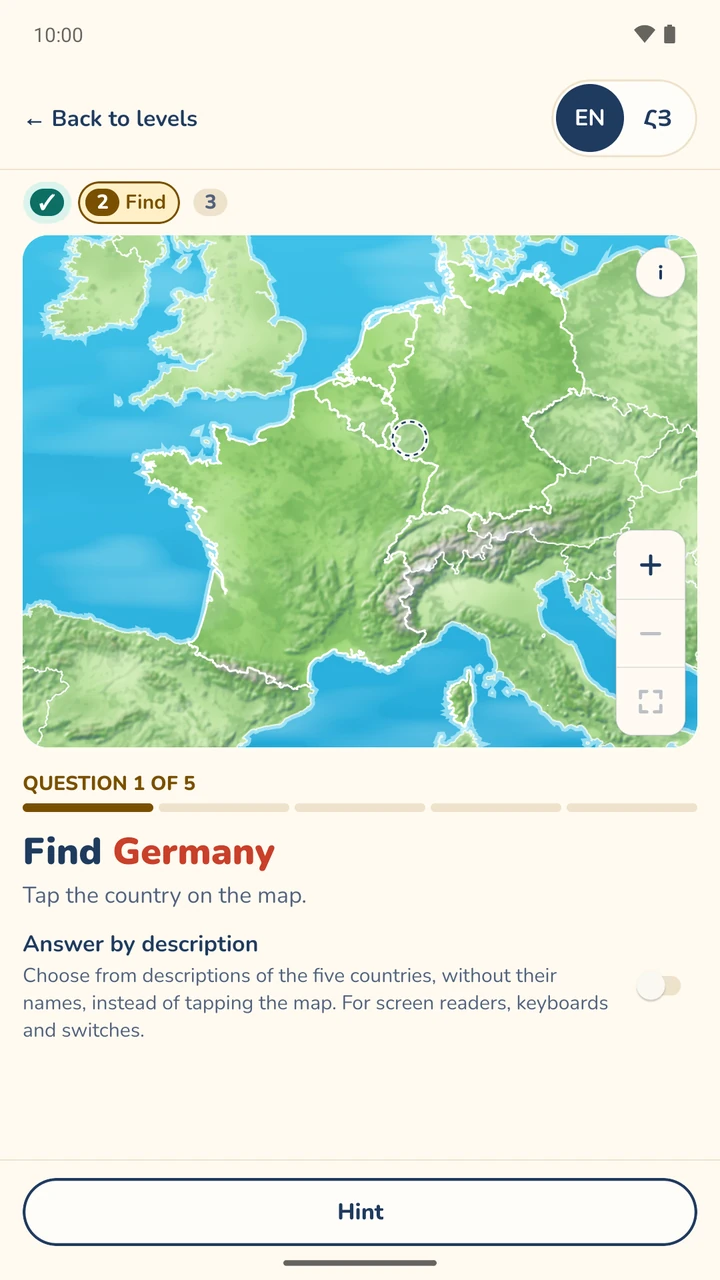 10:00
← Back to levels
EN
ՀՅ
✓
2 Find
3
i
+
−
QUESTION 1 OF 5
Find Germany
Tap the country on the map.
Answer by description
Choose from descriptions of the five countries, without their
names, instead of tapping the map. For screen readers, keyboards
and switches.
Hint